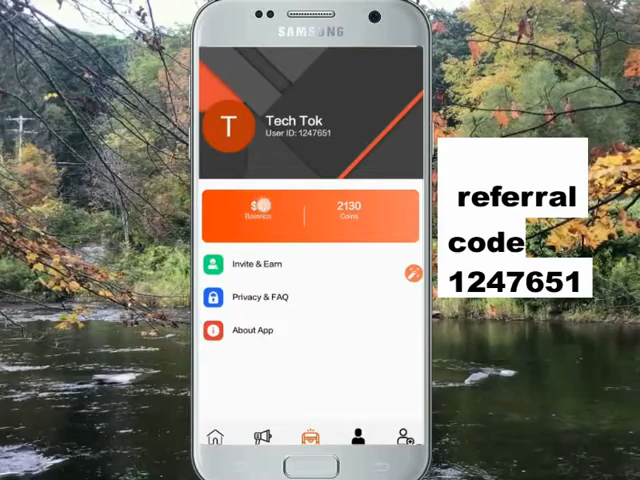 SAMSUNG
T
Tech Tok
User ID: 1247651
Balance
2130
Coins
Invite & Earn
Privacy & FAQ
About App
referral
code
1247651